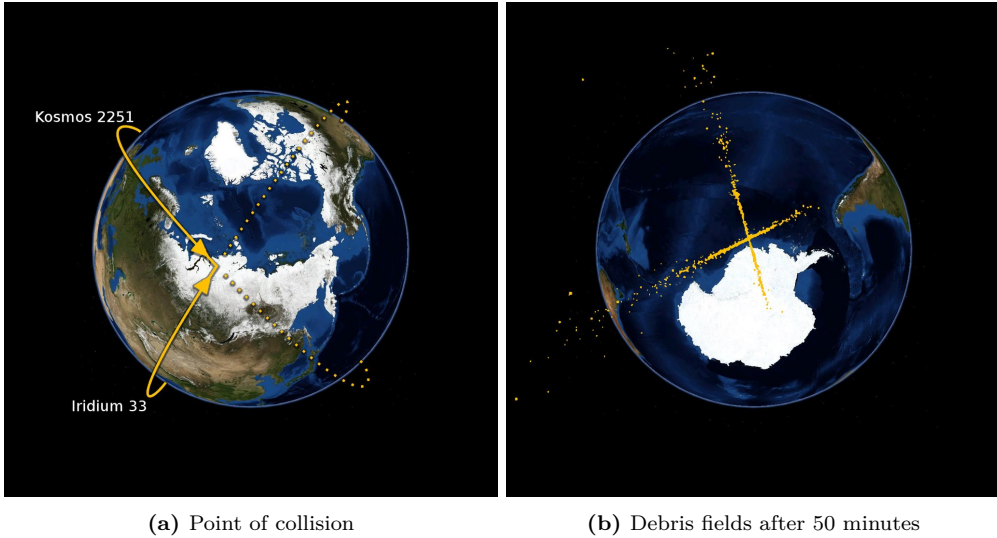 Kosmos 2251
Iridium 33
(a) Point of collision
(b) Debris fields after 50 minutes